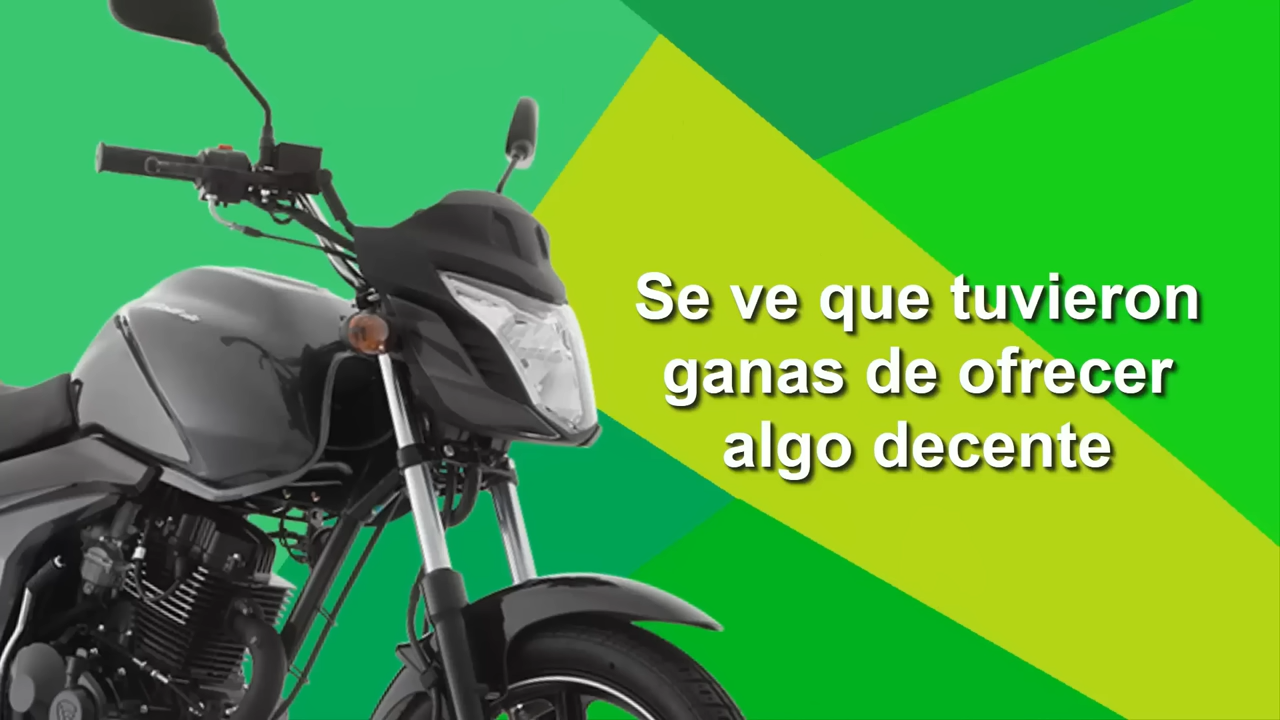 Se ve que tuvieron
ganas de ofrecer
algo decente